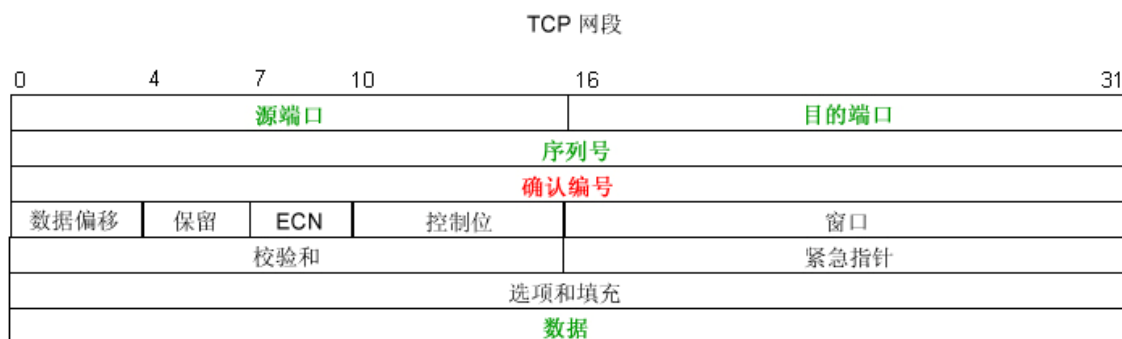 TCP 网段
0 4 7 10 16 31
源端口 目的端口
序列号
确认编号
数据偏移 保留 ECN 控制位 窗口
校验和 紧急指针
选项和填充
数据